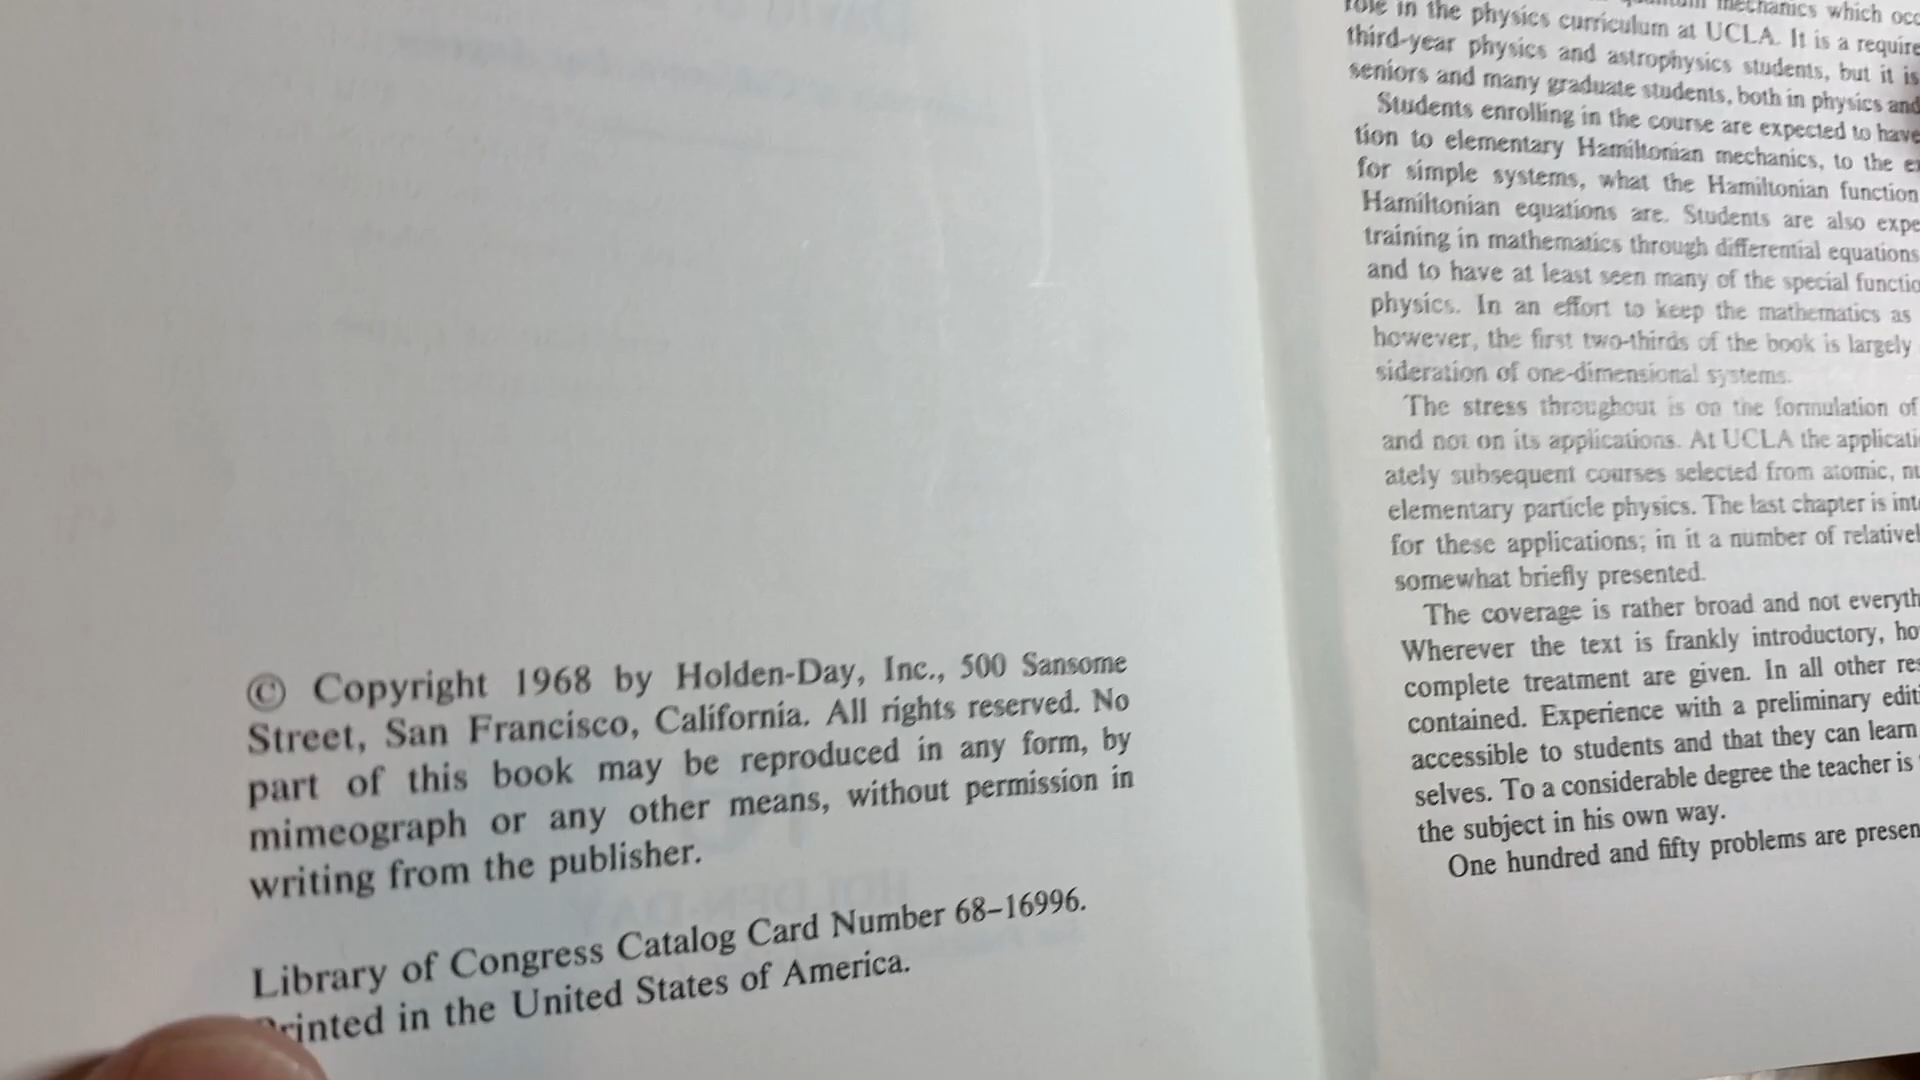 © Copyright 1968 by Holden-Day, Inc., 500 Sansome
Street, San Francisco, California. All rights reserved. No
part of this book may be reproduced in any form, by
mimeograph or any other means, without permission in
writing from the publisher.
Library of Congress Catalog Card Number 68–16996.
Printed in the United States of America.
mechanics which occ
role in the physics curriculum at UCLA. It is a require
third-year physics and astrophysics students, but it is
seniors and many graduate students, both in physics and
Students enrolling in the course are expected to have
tion to elementary Hamiltonian mechanics, to the ex
for simple systems, what the Hamiltonian function
Hamiltonian equations are. Students are also expe
training in mathematics through differential equations
and to have at least seen many of the special functio
physics. In an effort to keep the mathematics as
however, the first two-thirds of the book is largely
sideration of one-dimensional systems.
The stress throughout is on the formulation of
and not on its applications. At UCLA the applicati
ately subsequent courses selected from atomic, nu
elementary particle physics. The last chapter is inte
for these applications; in it a number of relativel
somewhat briefly presented.
The coverage is rather broad and not everyth
Wherever the text is frankly introductory, ho
complete treatment are given. In all other res
contained. Experience with a preliminary editi
accessible to students and that they can learn
selves. To a considerable degree the teacher is
the subject in his own way.
One hundred and fifty problems are presen